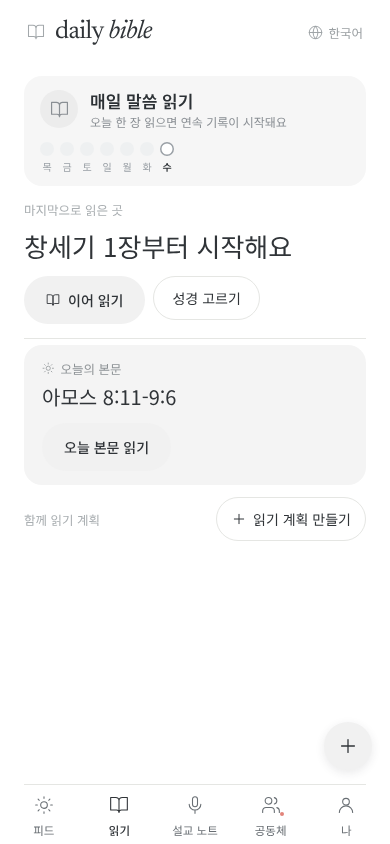 daily bible
한국어
매일 말씀 읽기
오늘 한 장 읽으면 연속 기록이 시작돼요
목 금 토 일 월 화 수
마지막으로 읽은 곳
창세기 1장부터 시작해요
이어 읽기
성경 고르기
오늘의 본문
아모스 8:11-9:6
오늘 본문 읽기
함께 읽기 계획
읽기 계획 만들기
피드 읽기 설교 노트 공동체 나